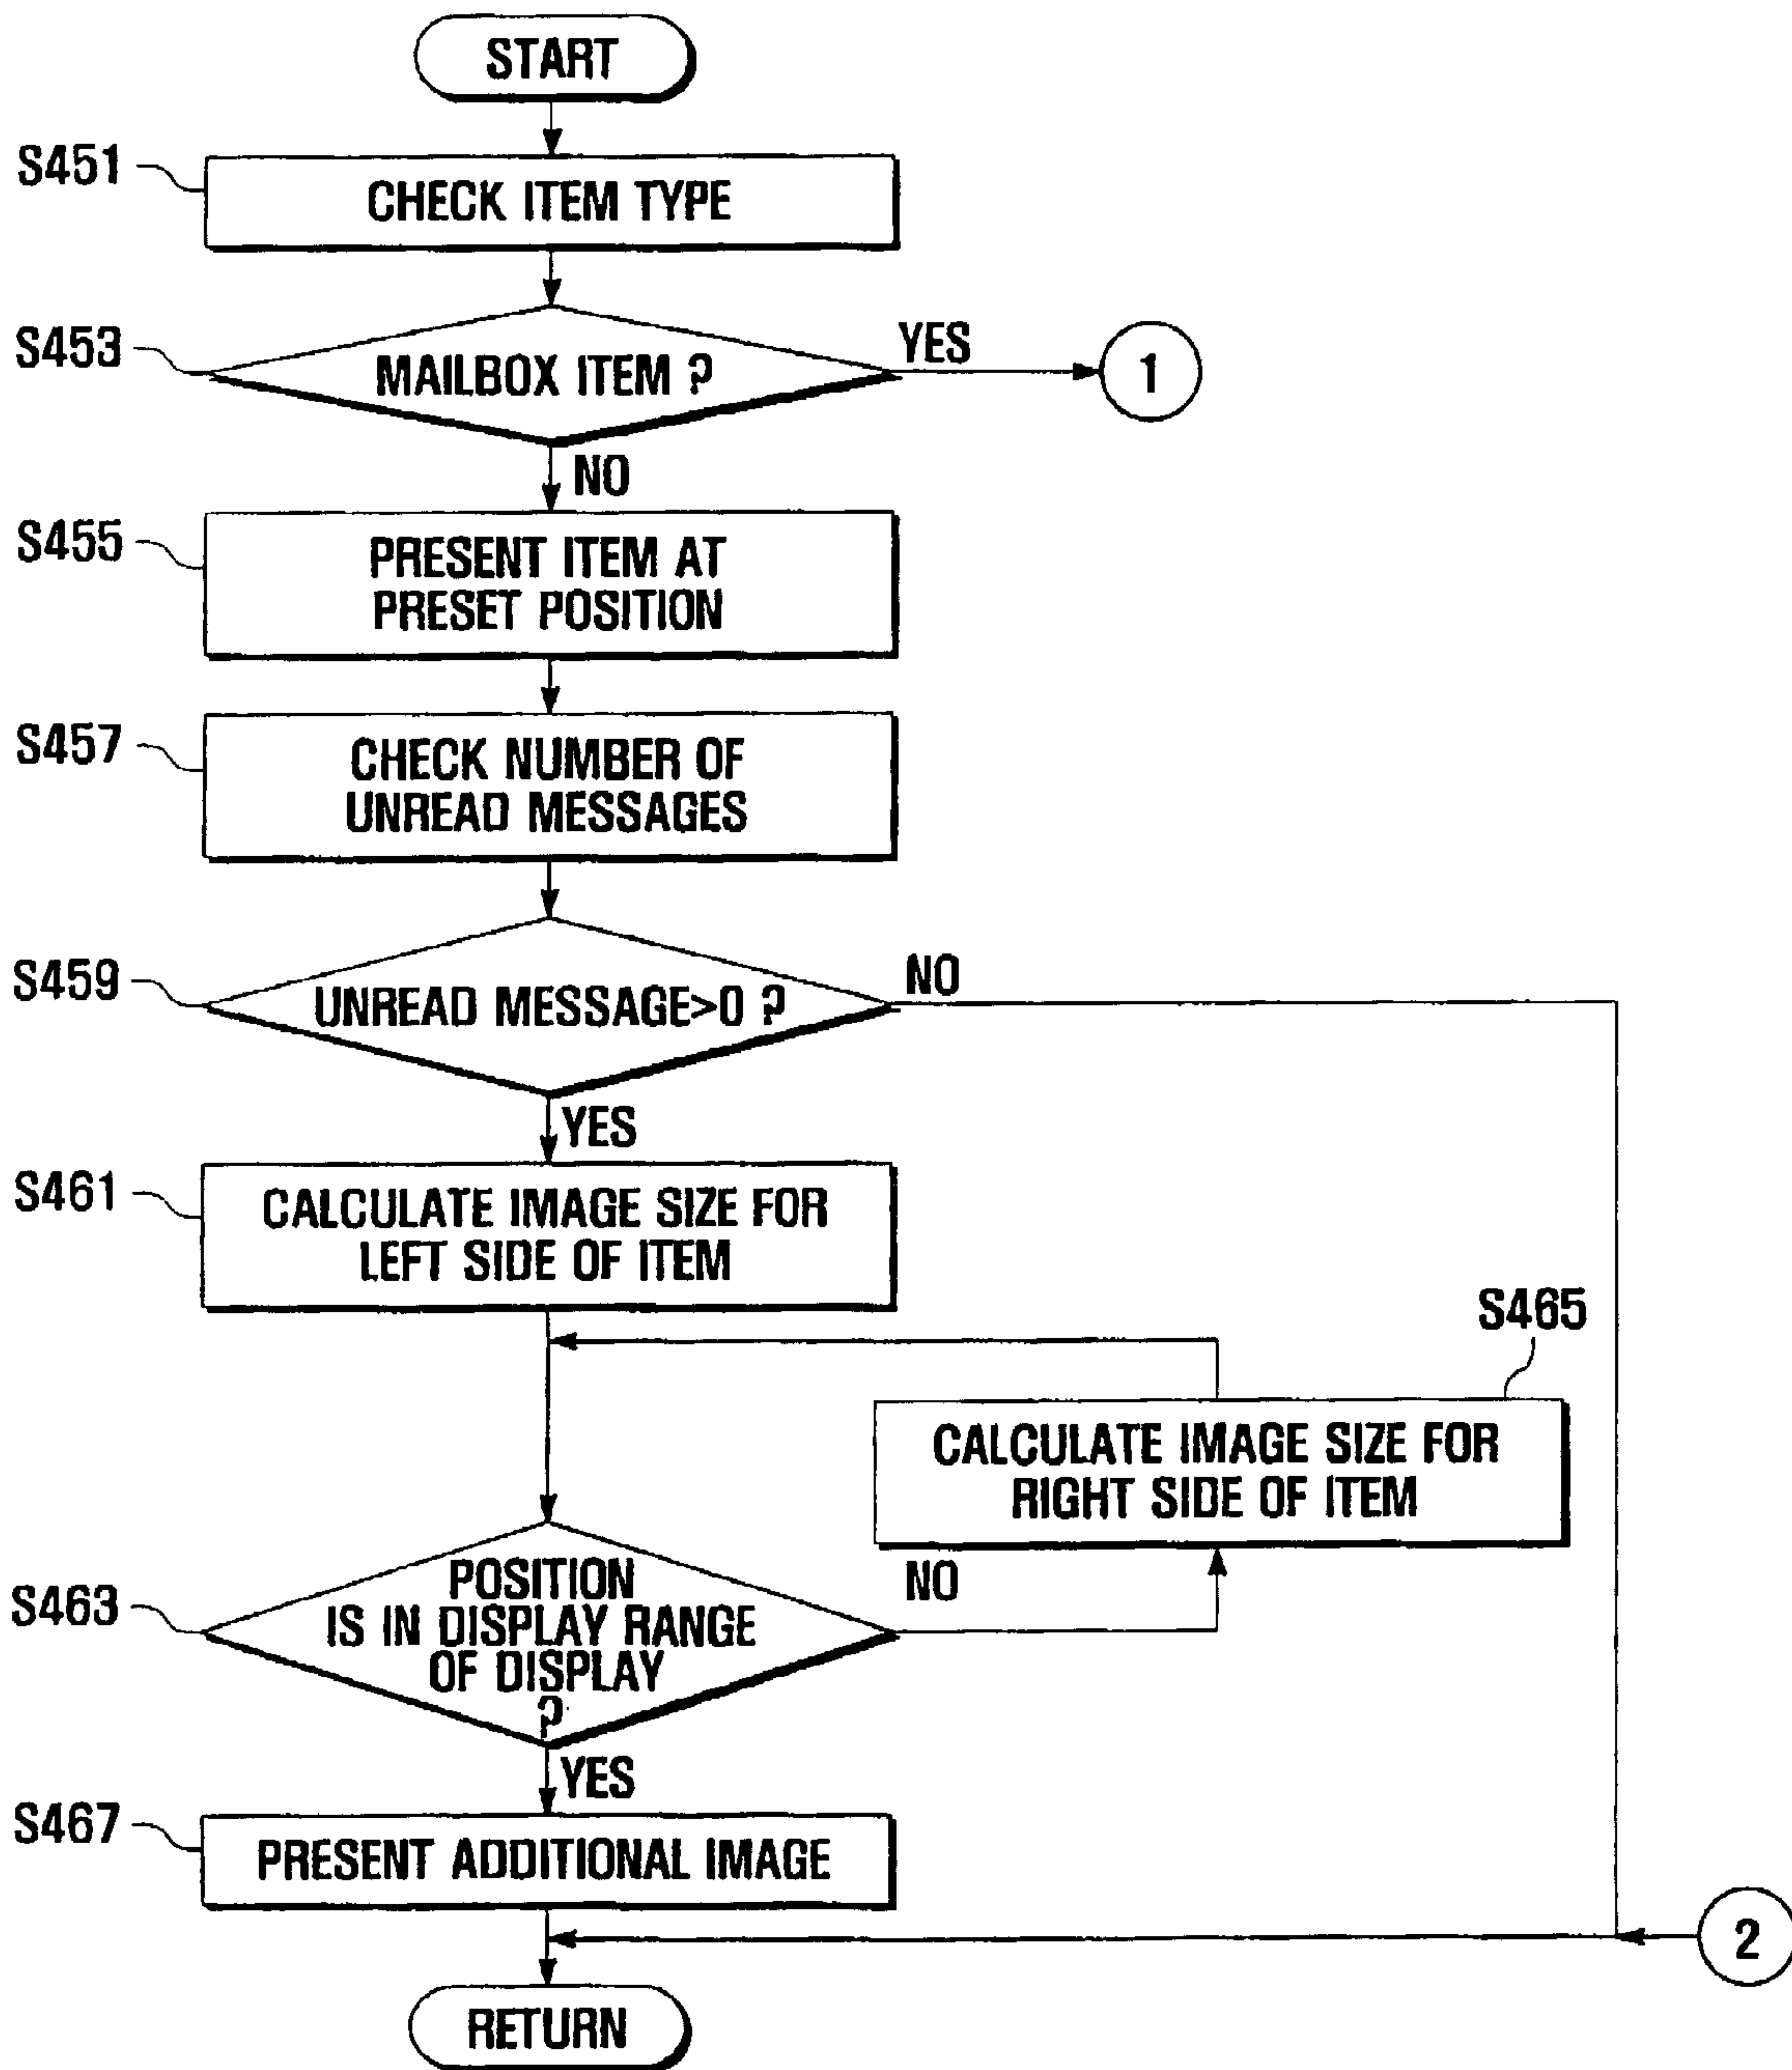 START
S451
CHECK ITEM TYPE
S453
MAILBOX ITEM ?
YES
1
NO
S455
PRESENT ITEM AT
PRESET POSITION
S457
CHECK NUMBER OF
UNREAD MESSAGES
S459
UNREAD MESSAGE>0 ?
NO
YES
S461
CALCULATE IMAGE SIZE FOR
LEFT SIDE OF ITEM
S465
CALCULATE IMAGE SIZE FOR
RIGHT SIDE OF ITEM
S463
POSITION
IS IN DISPLAY RANGE
OF DISPLAY
?
NO
YES
S467
PRESENT ADDITIONAL IMAGE
2
RETURN